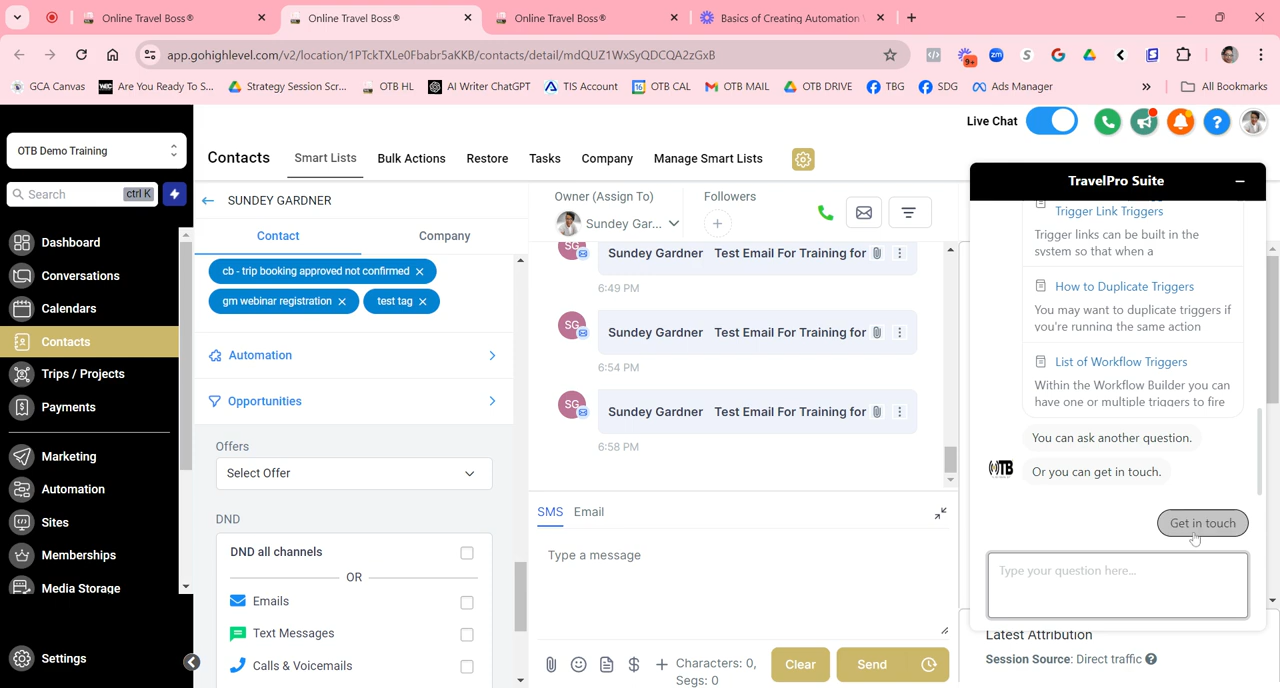 Online Travel Boss®
Online Travel Boss®
Online Travel Boss®
Basics of Creating Automation
app.gohighlevel.com/v2/location/1PTckTXLe0Fbabr5aKKB/contacts/detail/mdQUZ1WxSyQDCQA2zGxB
9+
zm
GCA Canvas
Are You Ready To S...
Strategy Session Scr...
OTB HL
AI Writer ChatGPT
TIS Account
OTB CAL
OTB MAIL
OTB DRIVE
TBG
SDG
Ads Manager
All Bookmarks
Live Chat
OTB Demo Training
Search
ctrl K
Contacts
Smart Lists
Bulk Actions
Restore
Tasks
Company
Manage Smart Lists
Dashboard
Conversations
Calendars
Contacts
Trips / Projects
Payments
Marketing
Automation
Sites
Memberships
Media Storage
Settings
SUNDEY GARDNER
Contact
Company
cb - trip booking approved not confirmed
gm webinar registration
test tag
Automation
Opportunities
Offers
Select Offer
DND
DND all channels
OR
Emails
Text Messages
Calls & Voicemails
Owner (Assign To)
Sundey Gar...
Followers
SG
Sundey Gardner Test Email For Training for
6:49 PM
SG
Sundey Gardner Test Email For Training for
6:54 PM
SG
Sundey Gardner Test Email For Training for
6:58 PM
SMS
Email
Type a message
Characters: 0,
Segs: 0
Clear
Send
TravelPro Suite
Trigger Link Triggers
Trigger links can be built in the
system so that when a
How to Duplicate Triggers
You may want to duplicate triggers if
you're running the same action
List of Workflow Triggers
Within the Workflow Builder you can
have one or multiple triggers to fire
You can ask another question.
OTB
Or you can get in touch.
Get in touch
Type your question here...
Latest Attribution
Session Source: Direct traffic